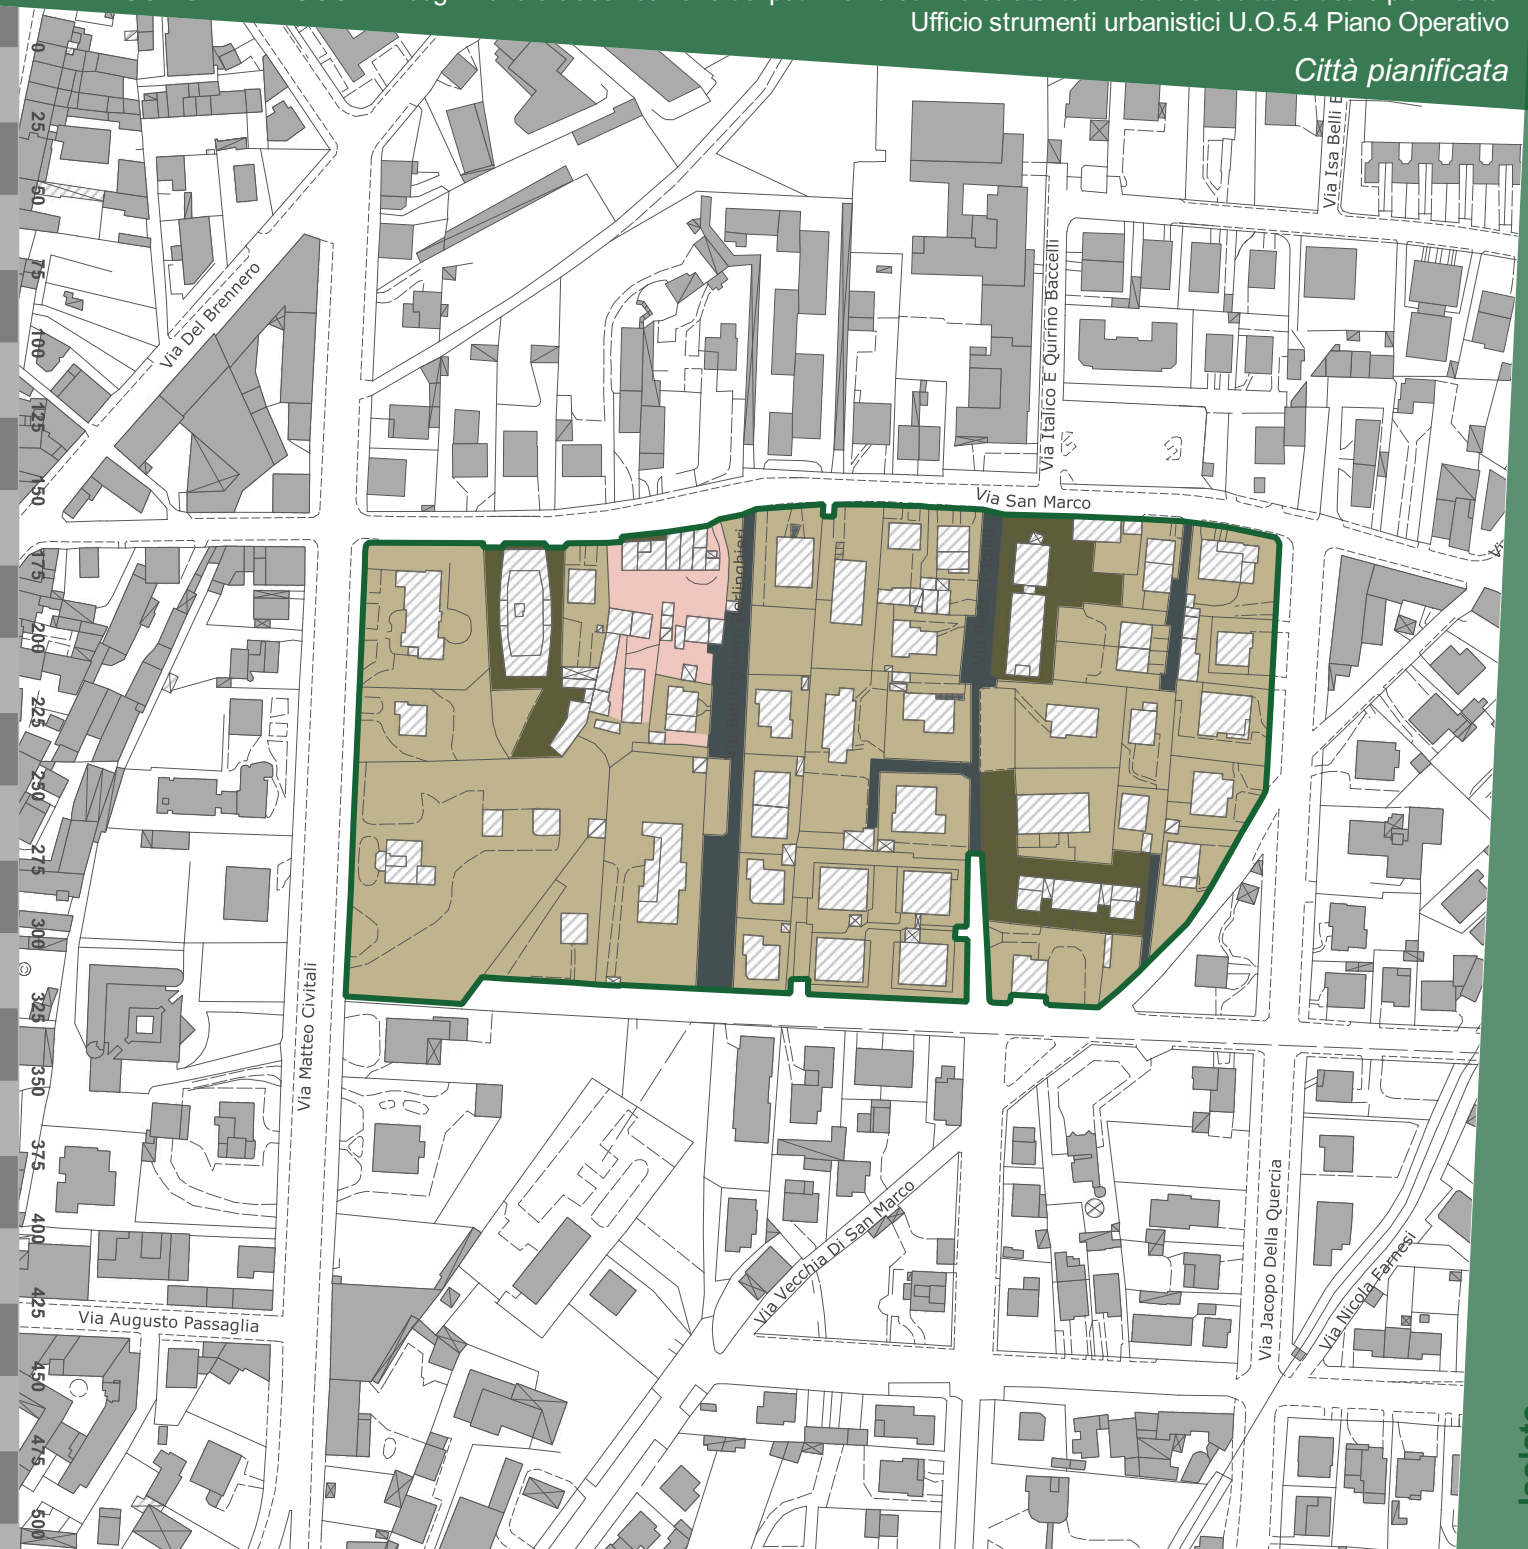 Ufficio strumenti urbanistici U.O.5.4 Piano Operativo
Città pianificata
0
25
50
75
100
125
150
175
200
225
250
275
300
325
350
375
400
425
450
475
500
Via Del Brennero
Via Isa Belli E
Via Italico E Quirino Baccelli
Via San Marco
Via Matteo Civitali
Via Vecchia Di San Marco
Via Jacopo Della Quercia
Via Nicola Farnesi
Via Augusto Passaglia